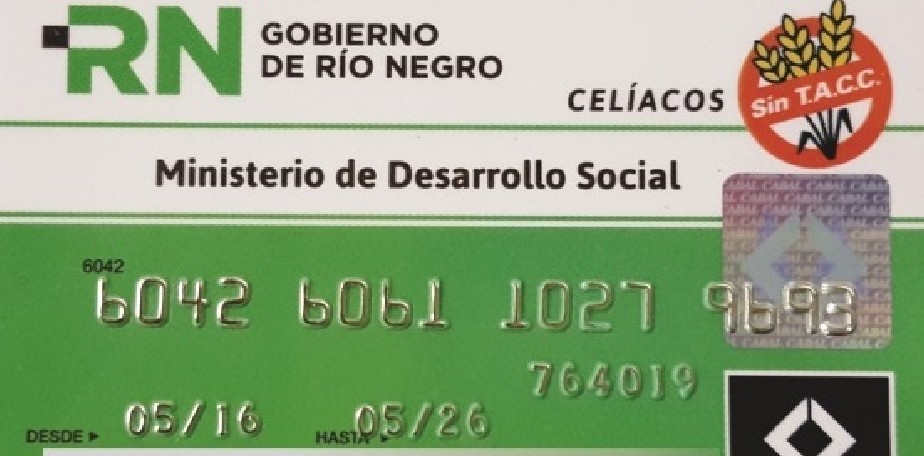 RN GOBIERNO
DE RÍO NEGRO
CELÍACOS
Sin T.A.C.C.
Ministerio de Desarrollo Social
6042
6042 6061 1027 9693
764019
DESDE 05/16
HASTA 05/26
CABAL